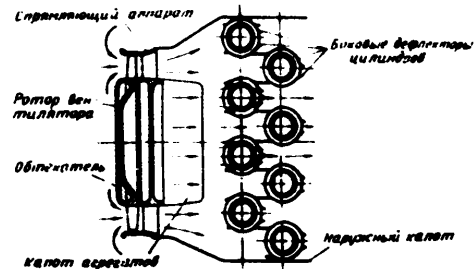 Спрямляющий аппарат
Боковые дефлекторы
цилиндров
Ротор вен
тилятора
Обтекатель
Капот агрегатов
Наружный капот